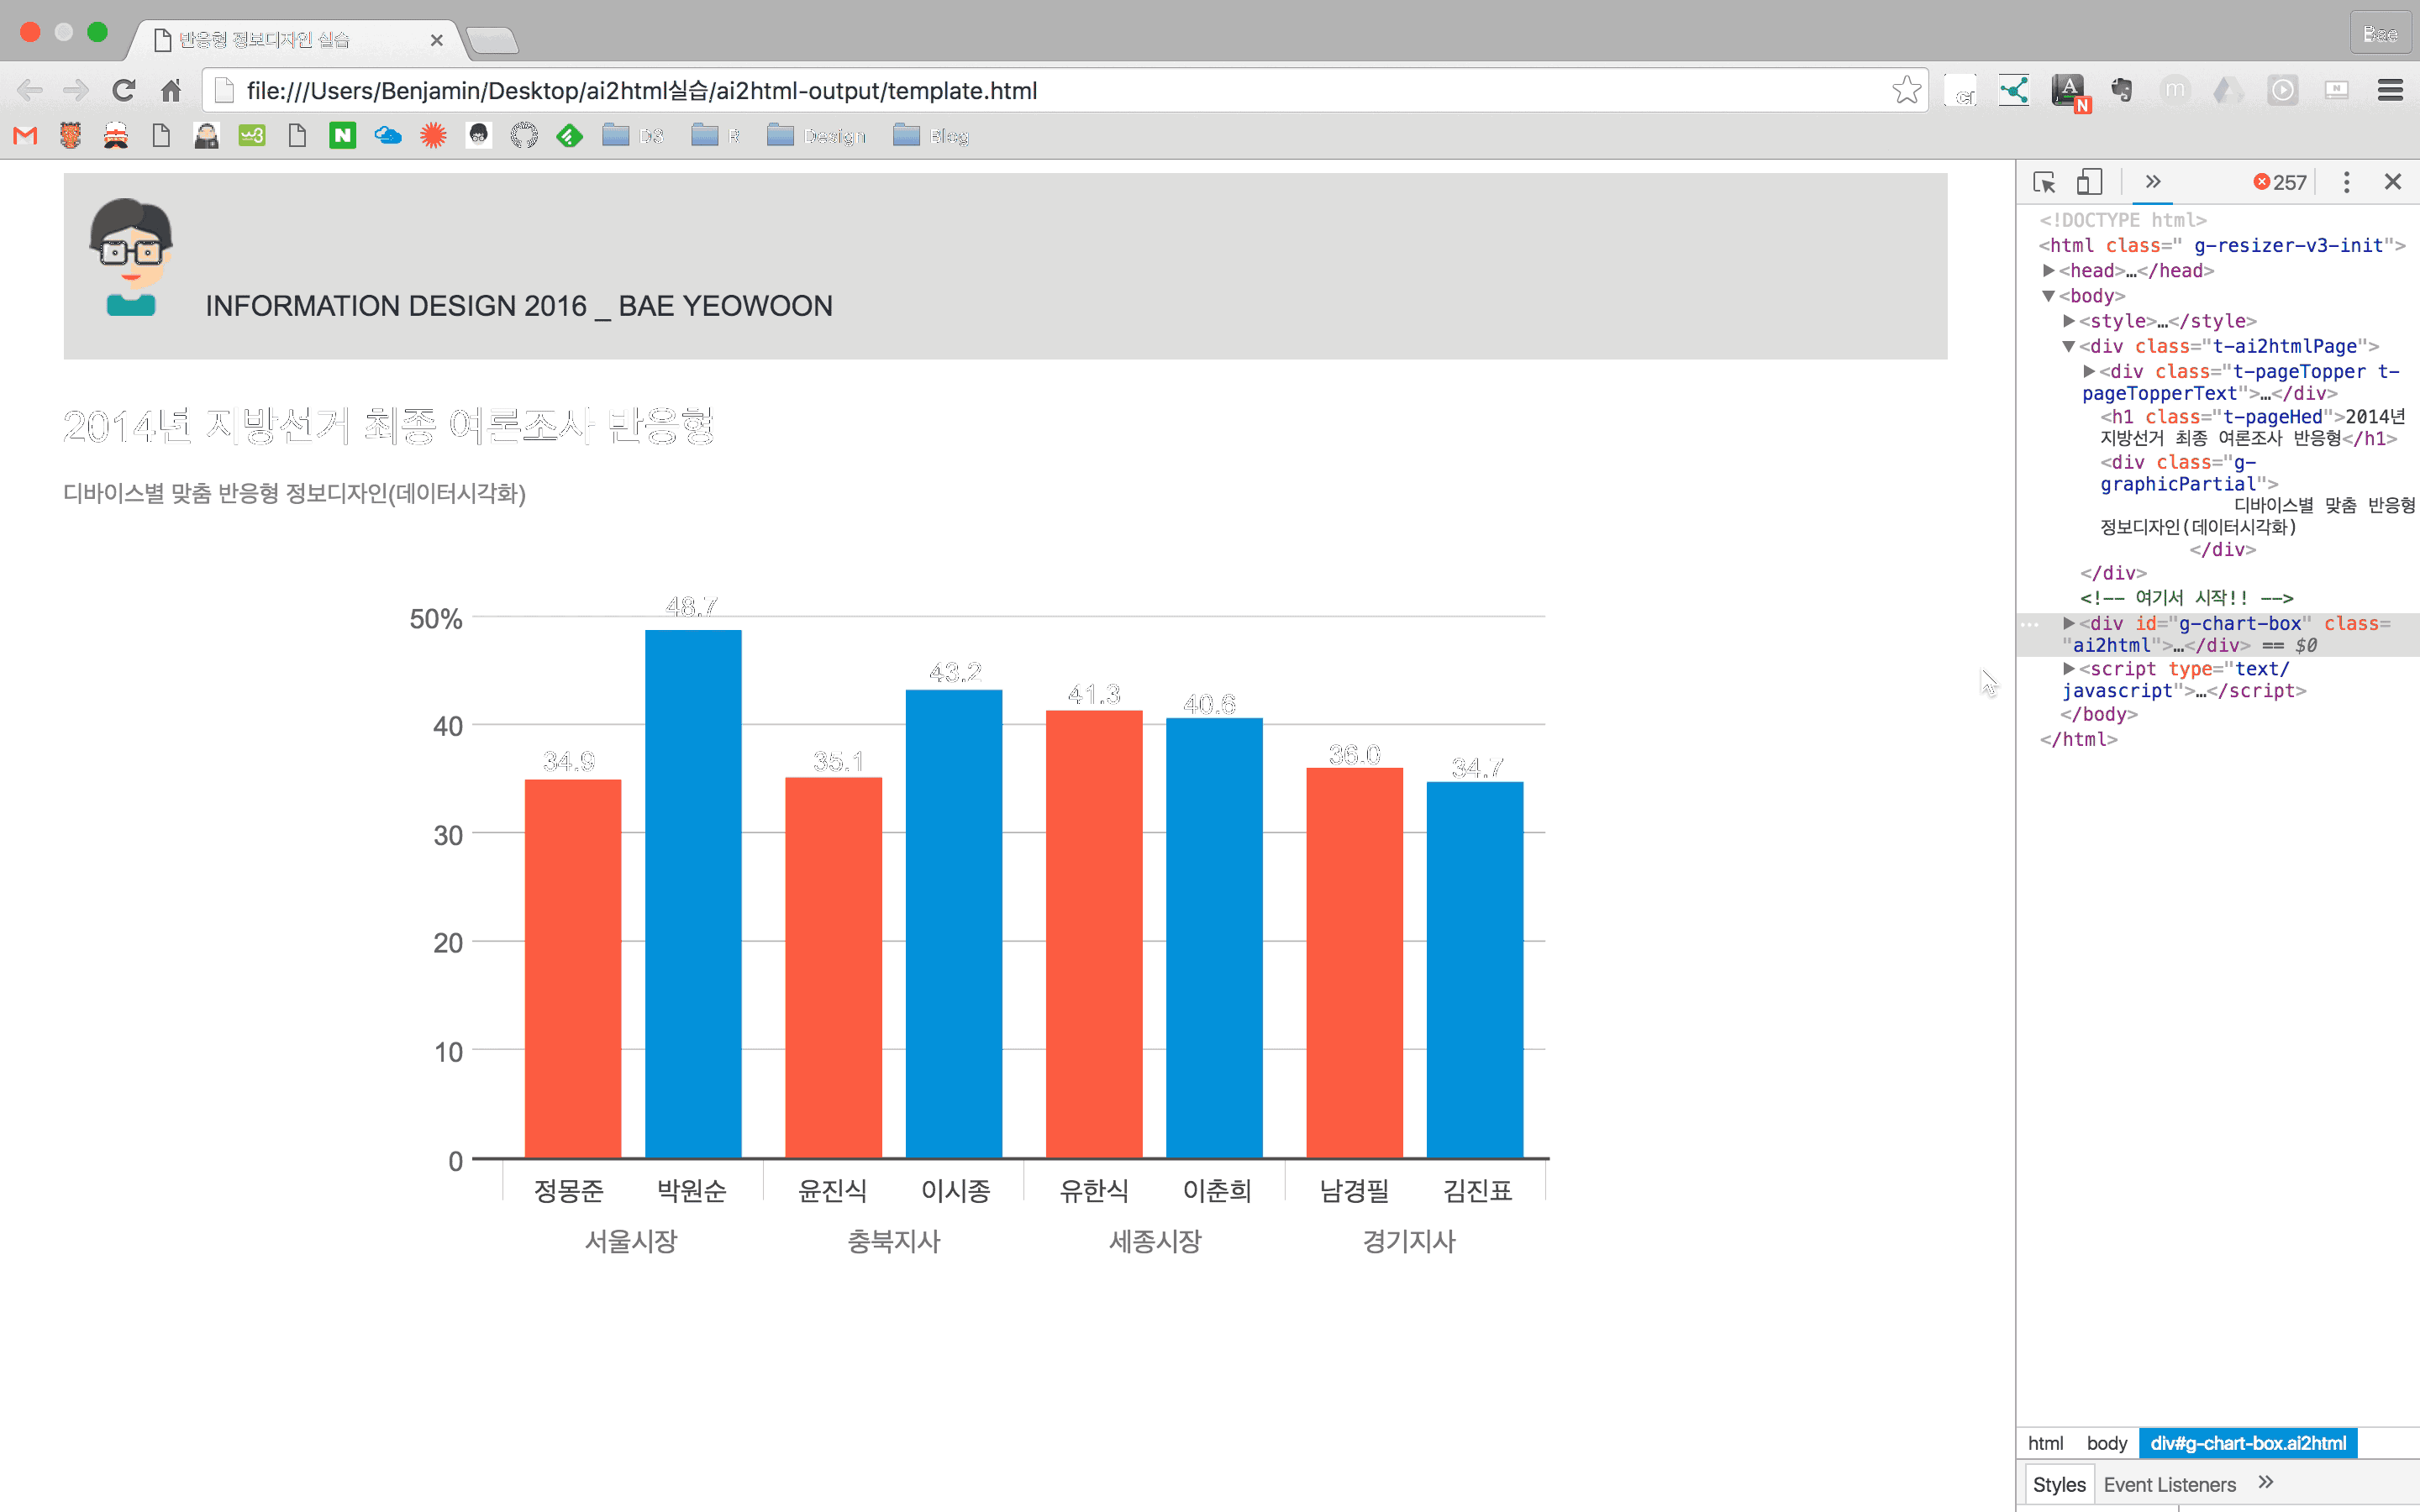 반응형 정보디자인 실습
Bae
file:///Users/Benjamin/Desktop/ai2html실습/ai2html-output/template.html
DS R Design Blog
INFORMATION DESIGN 2016 _ BAE YEOWOON
2014년 지방선거 최종 여론조사 반응형
디바이스별 맞춤 반응형 정보디자인(데이터시각화)
50%
40
30
20
10
0
34.9 48.7 35.1 43.2 41.3 40.6 36.0 34.7
정몽준 박원순 윤진식 이시종 유한식 이춘희 남경필 김진표
서울시장 충북지사 세종시장 경기지사
257
<!DOCTYPE html>
<html class=" g-resizer-v3-init">
<head>…</head>
<body>
<style>…</style>
<div class="t-ai2htmlPage">
<div class="t-pageTopper t-
pageTopperText">…</div>
<h1 class="t-pageHed">2014년
지방선거 최종 여론조사 반응형</h1>
<div class="g-
graphicPartial">
디바이스별 맞춤 반응형
정보디자인(데이터시각화)
</div>
</div>
<!-- 여기서 시작!! -->
<div id="g-chart-box" class=
"ai2html">…</div> == $0
<script type="text/
javascript">…</script>
</body>
</html>
html body div#g-chart-box.ai2html
Styles Event Listeners